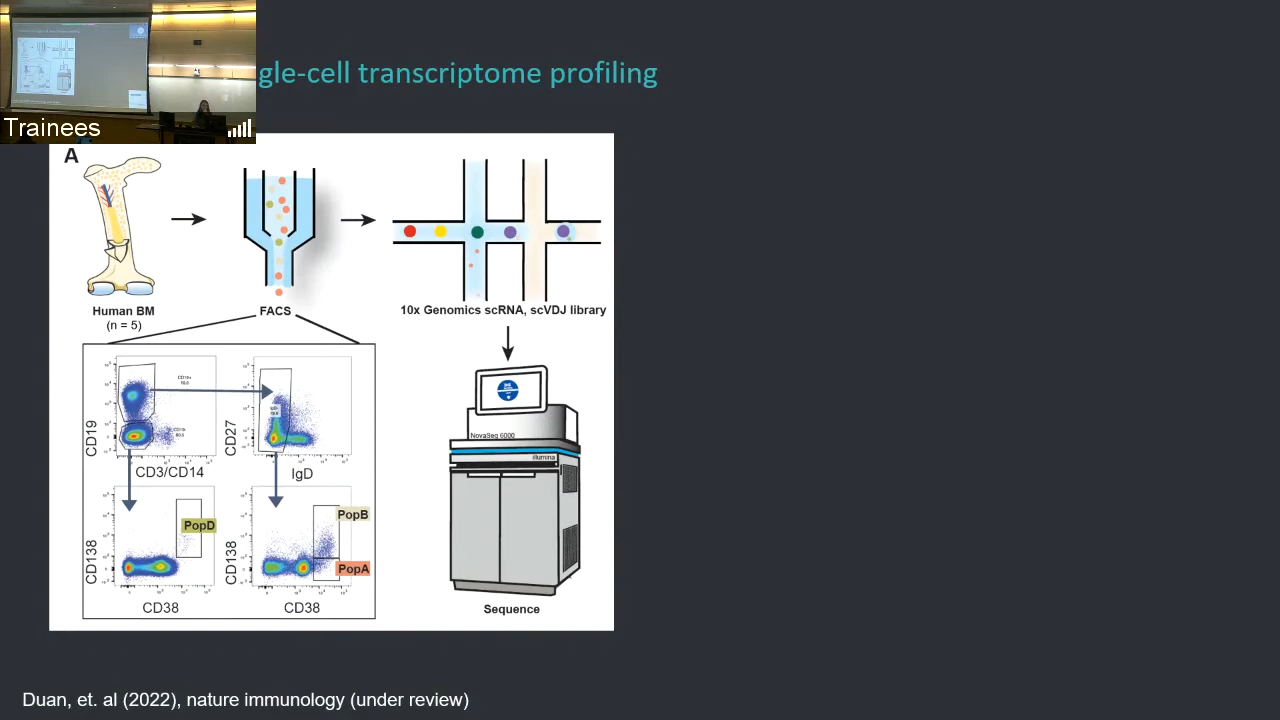 gle-cell transcriptome profiling
Trainees
A
Human BM
(n = 5)
FACS
10x Genomics scRNA, scVDJ library
CD19
CD3/CD14
CD27
IgD
NovaSeq 6000
illumina
PopD
CD138
CD38
PopB
PopA
CD138
CD38
Sequence
Duan, et. al (2022), nature immunology (under review)